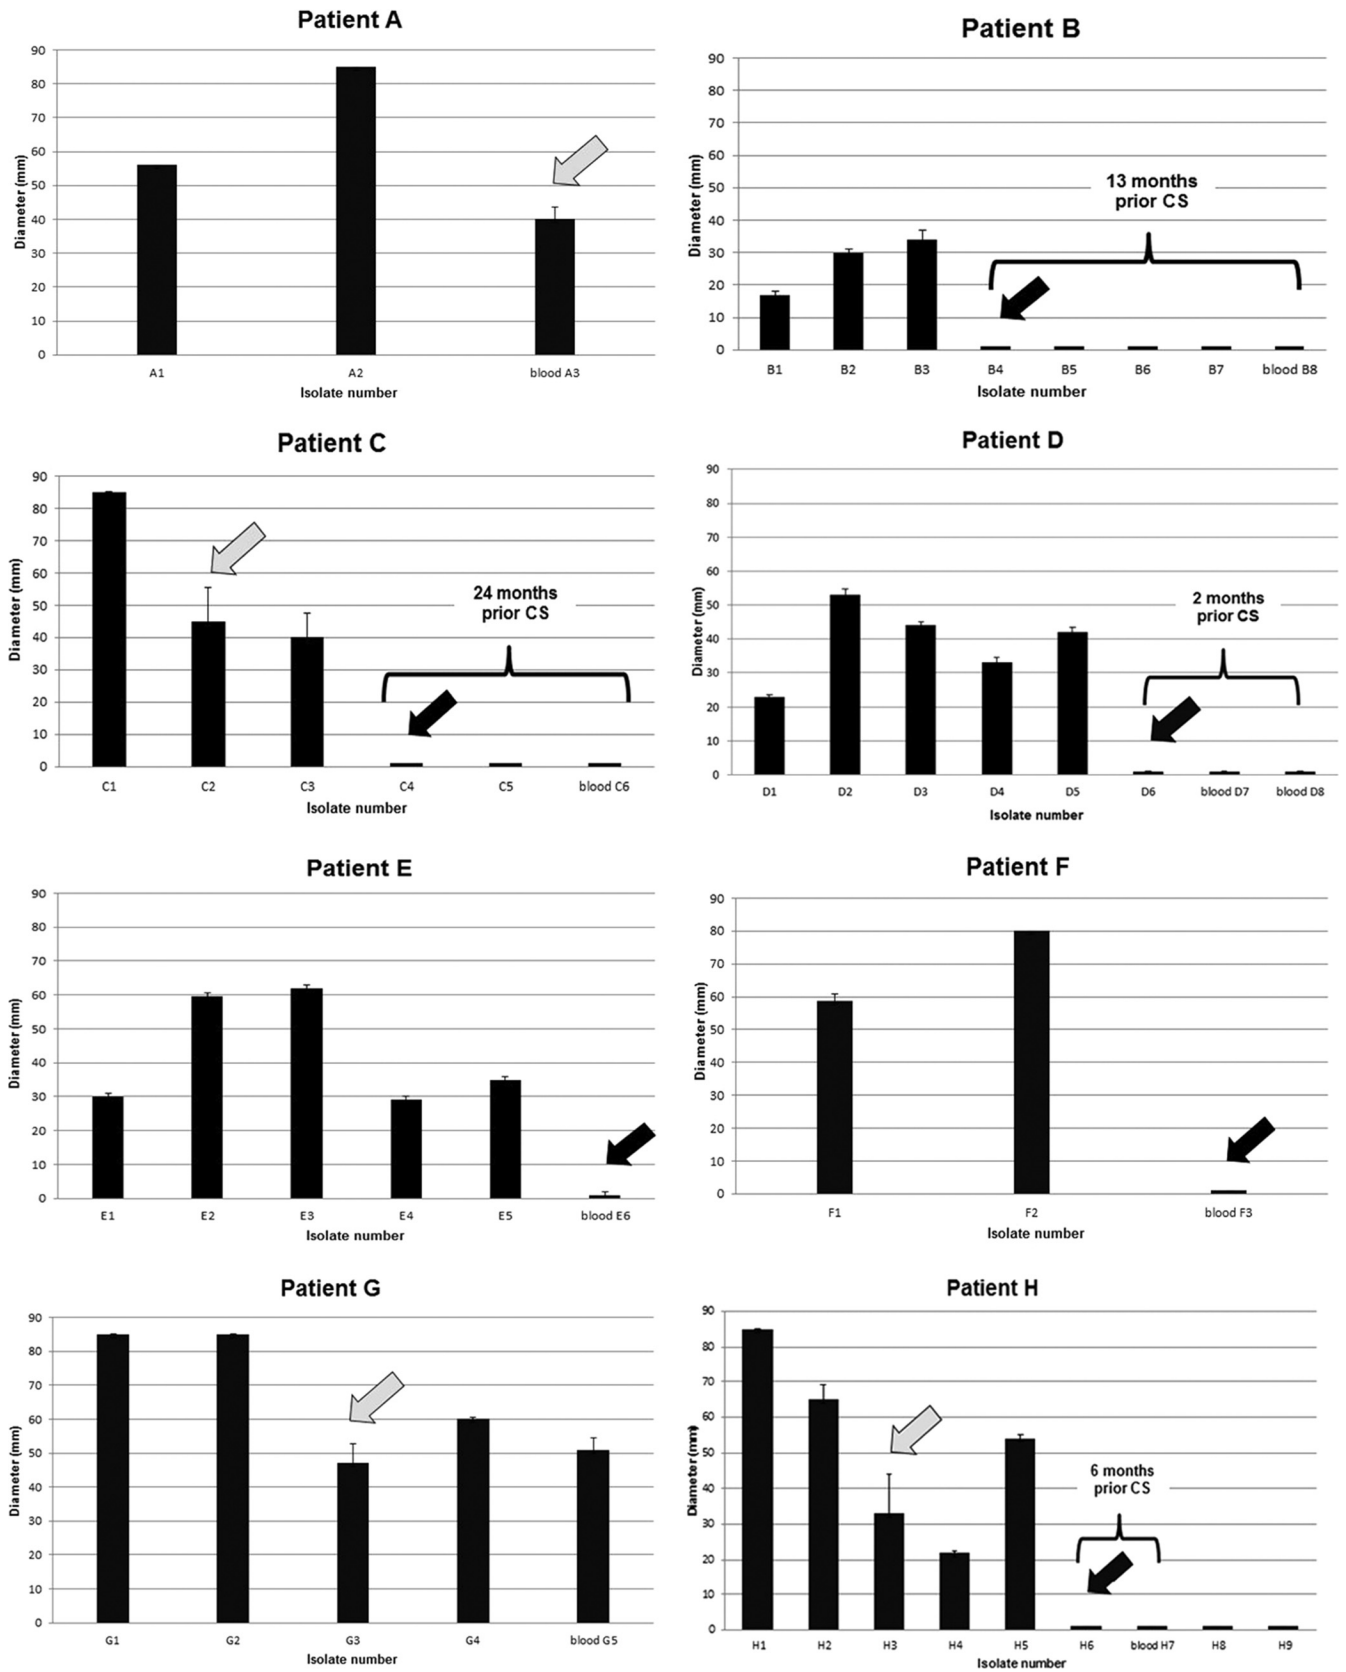 Patient A
90
80
70
60
50
40
30
20
10
0
Diameter (mm)
A1 A2 blood A3
Isolate number
Patient B
90
80
70
60
50
40
30
20
10
0
Diameter (mm)
13 months
prior CS
B1 B2 B3 B4 B5 B6 B7 blood B8
Isolate number
Patient C
90
80
70
60
50
40
30
20
10
0
Diameter (mm)
24 months
prior CS
C1 C2 C3 C4 C5 blood C6
Isolate number
Patient D
90
80
70
60
50
40
30
20
10
0
Diameter (mm)
2 months
prior CS
D1 D2 D3 D4 D5 D6 blood D7 blood D8
Isolate number
Patient E
90
80
70
60
50
40
30
20
10
0
Diameter (mm)
E1 E2 E3 E4 E5 blood E6
Isolate number
Patient F
90
80
70
60
50
40
30
20
10
0
Diameter (mm)
F1 F2 blood F3
Isolate number
Patient G
90
80
70
60
50
40
30
20
10
0
Diameter (mm)
G1 G2 G3 G4 blood G5
Isolate number
Patient H
90
80
70
60
50
40
30
20
10
0
Diameter (mm)
6 months
prior CS
H1 H2 H3 H4 H5 H6 blood H7 H8 H9
Isolate number